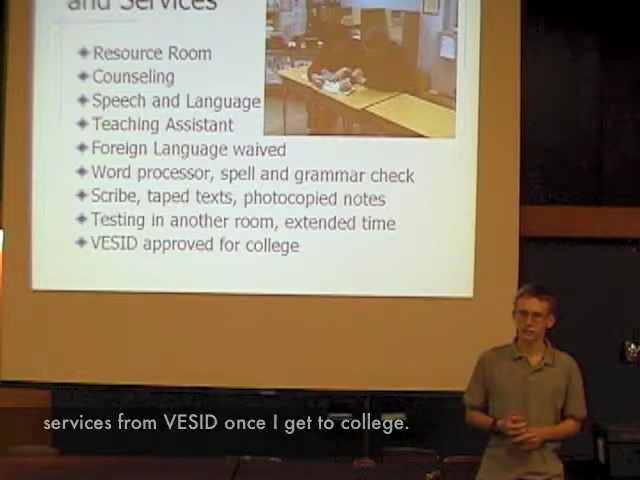 and Services
Resource Room
Counseling
Speech and Language
Teaching Assistant
Foreign Language waived
Word processor, spell and grammar check
Scribe, taped texts, photocopied notes
Testing in another room, extended time
VESID approved for college
services from VESID once I get to college.